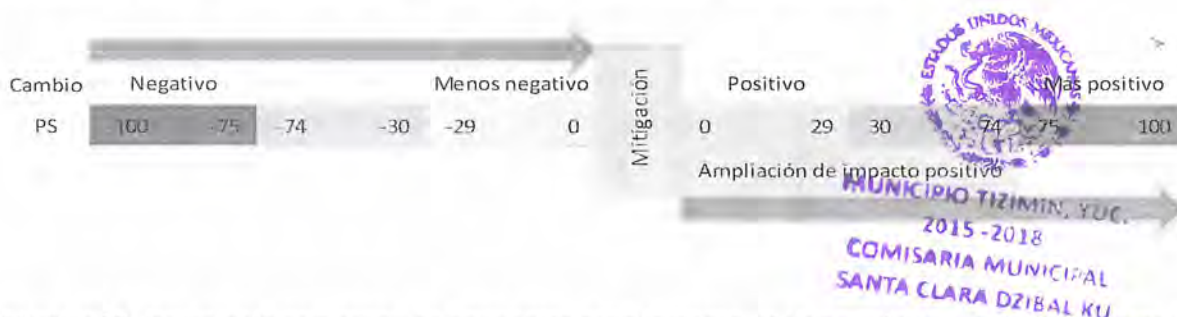 Cambio Negativo Menos negativo Positivo Más positivo
PS -100 -75 -74 -30 -29 0 0 29 30 74 75 100
Mitigación
Ampliación de impacto positivo
ESTADOS UNIDOS MEXICANOS
MUNICIPIO TIZIMIN, YUC.
2015-2018
COMISARIA MUNICIPAL
SANTA CLARA DZIBAL KU